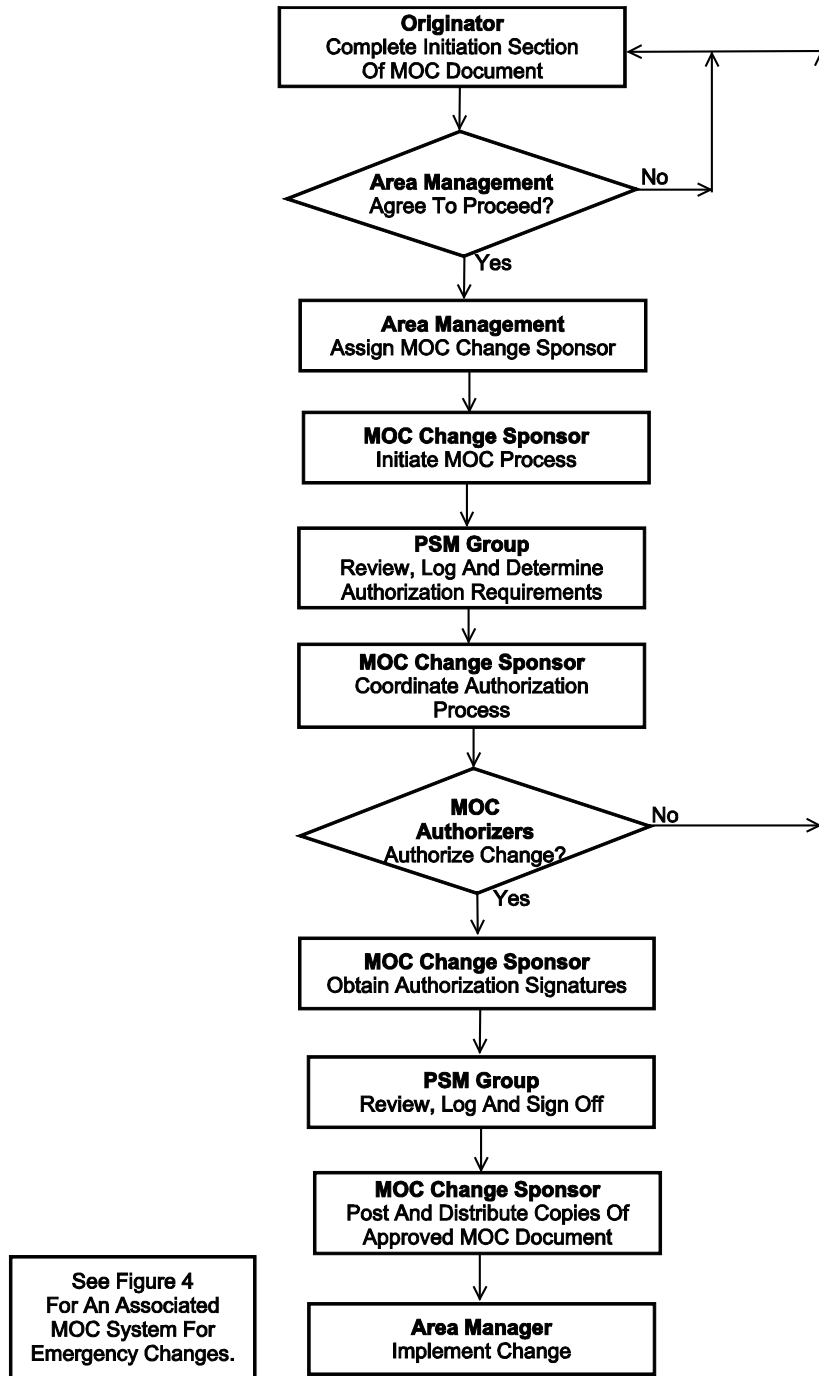 Originator
Complete Initiation Section
Of MOC Document
Area Management
Agree To Proceed?
No
Yes
Area Management
Assign MOC Change Sponsor
MOC Change Sponsor
Initiate MOC Process
PSM Group
Review, Log And Determine
Authorization Requirements
MOC Change Sponsor
Coordinate Authorization
Process
MOC
Authorizers
Authorize Change?
No
Yes
MOC Change Sponsor
Obtain Authorization Signatures
PSM Group
Review, Log And Sign Off
MOC Change Sponsor
Post And Distribute Copies Of
Approved MOC Document
Area Manager
Implement Change
See Figure 4
For An Associated
MOC System For
Emergency Changes.